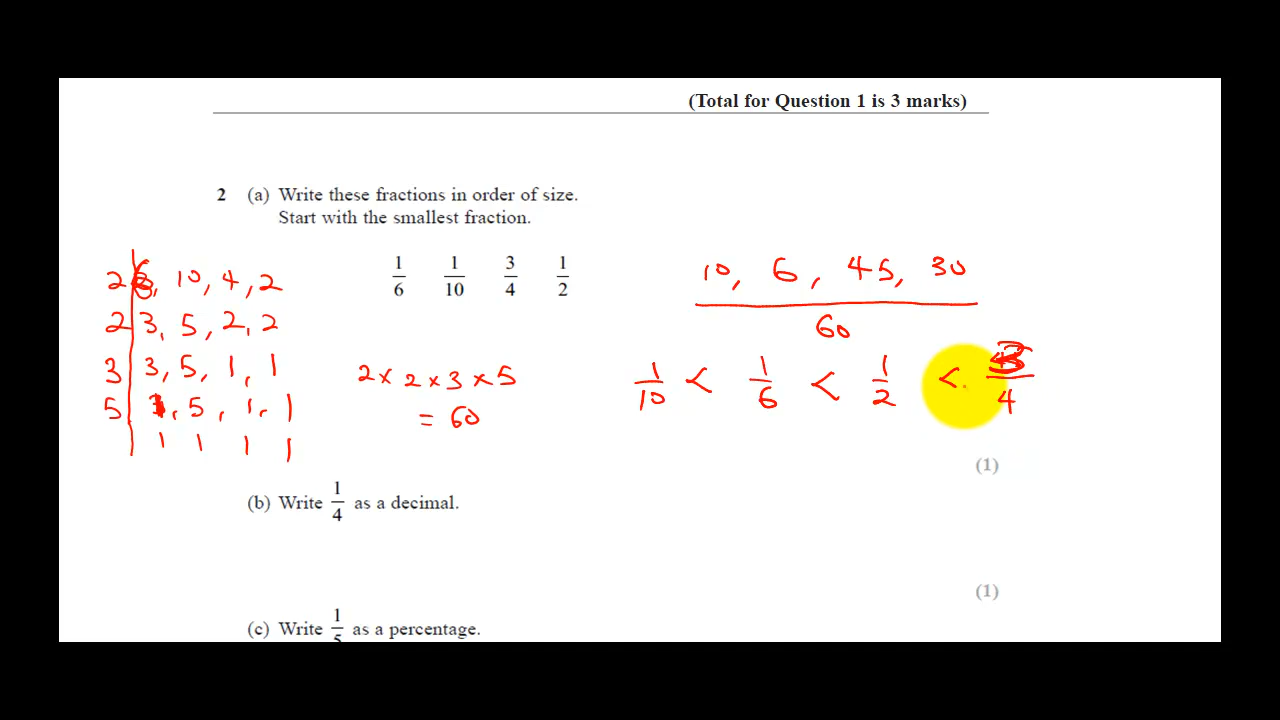 (Total for Question 1 is 3 marks)
2 (a) Write these fractions in order of size.
Start with the smallest fraction.
1/6 1/10 3/4 1/2
2 | 6, 10, 4, 2
2 | 3, 5, 2, 2
3 | 3, 5, 1, 1
5 | 1, 5, 1, 1
1 1 1 1
2 × 2 × 3 × 5
= 60
10, 6, 45, 30
60
1/10 < 1/6 < 1/2 < 3/4
(1)
(b) Write 1/4 as a decimal.
(1)
(c) Write 1/5 as a percentage.